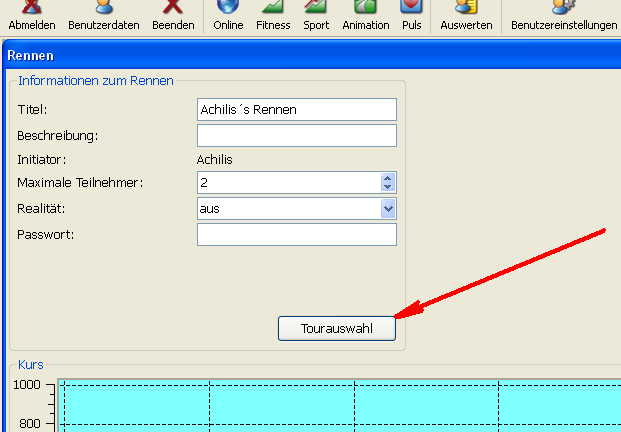 Abmelden Benutzerdaten Beenden Online Fitness Sport Animation Puls Auswerten Benutzereinstellungen
Rennen
Informationen zum Rennen
Titel: Achilis´s Rennen
Beschreibung:
Initiator: Achilis
Maximale Teilnehmer: 2
Realität: aus
Passwort:
Tourauswahl
Kurs
1000
800